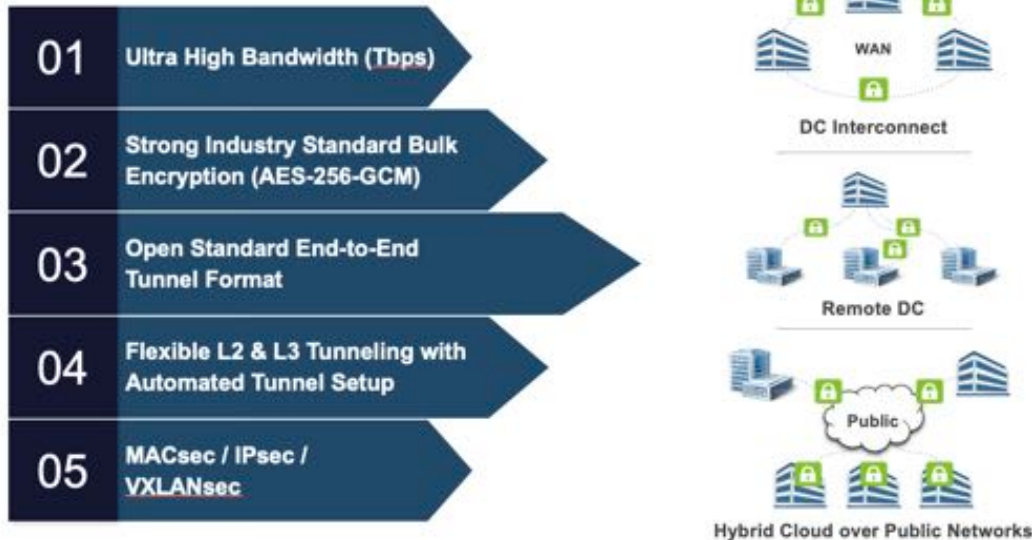 01
Ultra High Bandwidth (Tbps)
02
Strong Industry Standard Bulk
Encryption (AES-256-GCM)
03
Open Standard End-to-End
Tunnel Format
04
Flexible L2 & L3 Tunneling with
Automated Tunnel Setup
05
MACsec / IPsec /
VXLANsec
WAN
DC Interconnect
Remote DC
Public
Hybrid Cloud over Public Networks